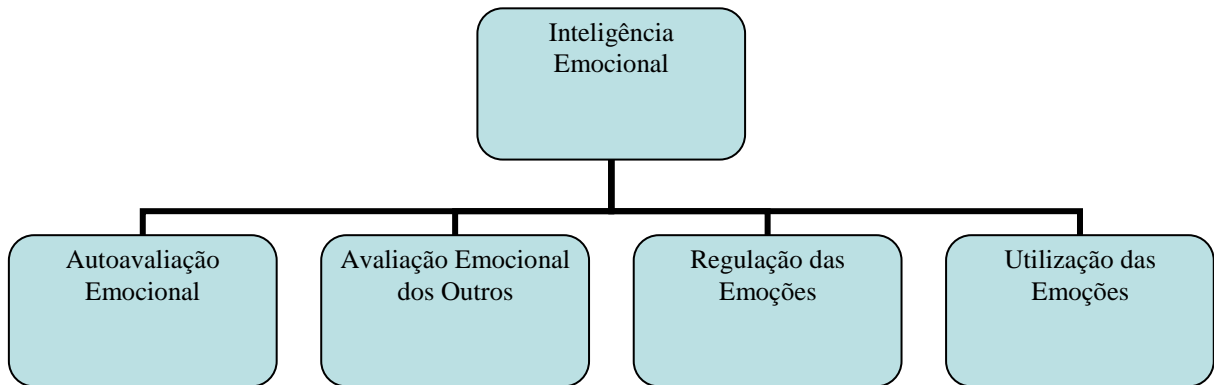 Inteligência
Emocional
Autoavaliação
Emocional
Avaliação Emocional
dos Outros
Regulação das
Emoções
Utilização das
Emoções